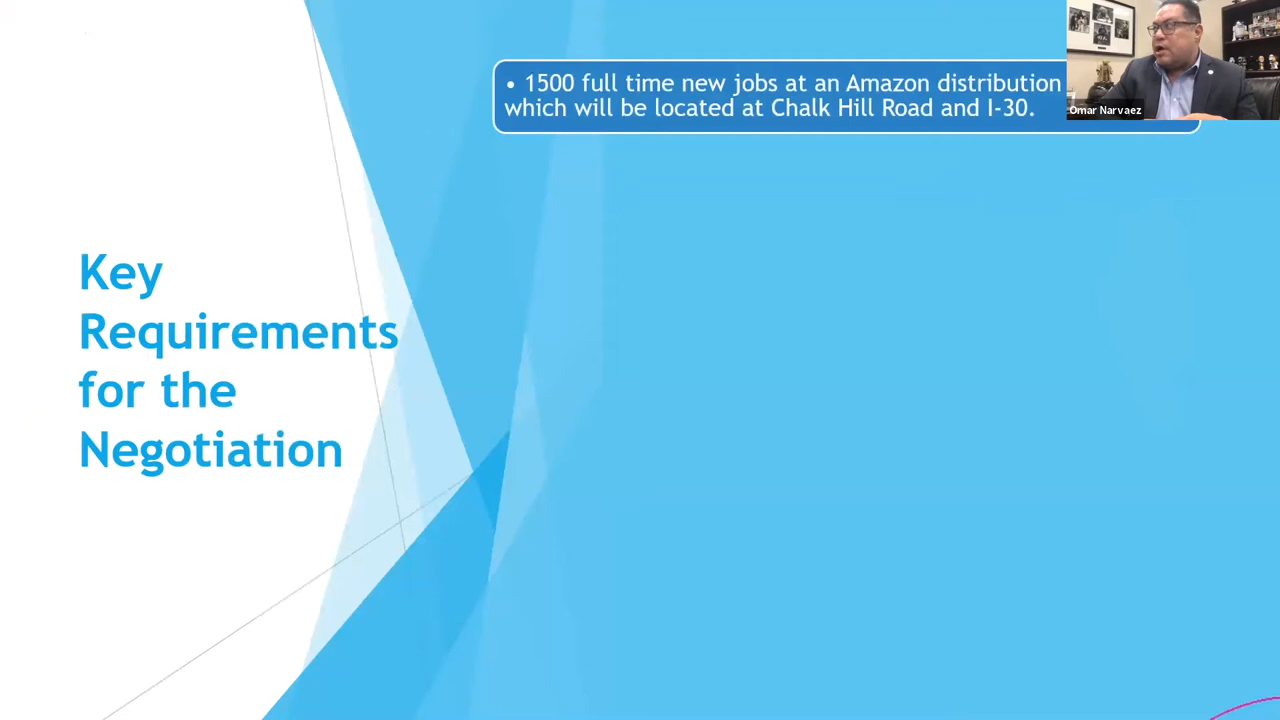 • 1500 full time new jobs at an Amazon distribution
which will be located at Chalk Hill Road and I-30.
Omar Narvaez
Key
Requirements
for the
Negotiation